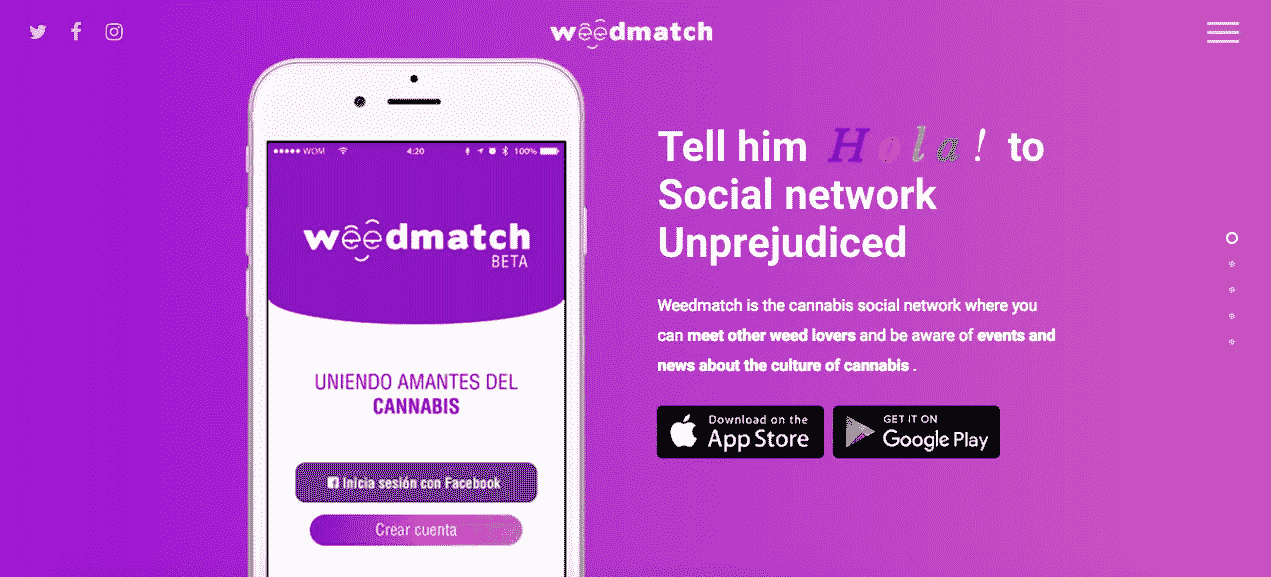 weedmatch
WOM 4:20 100%
weedmatch
BETA
UNIENDO AMANTES DEL
CANNABIS
Inicia sesión con Facebook
Crear cuenta
Tell him Hola! to
Social network
Unprejudiced
Weedmatch is the cannabis social network where you
can meet other weed lovers and be aware of events and
news about the culture of cannabis .
Download on the
App Store
GET IT ON
Google Play